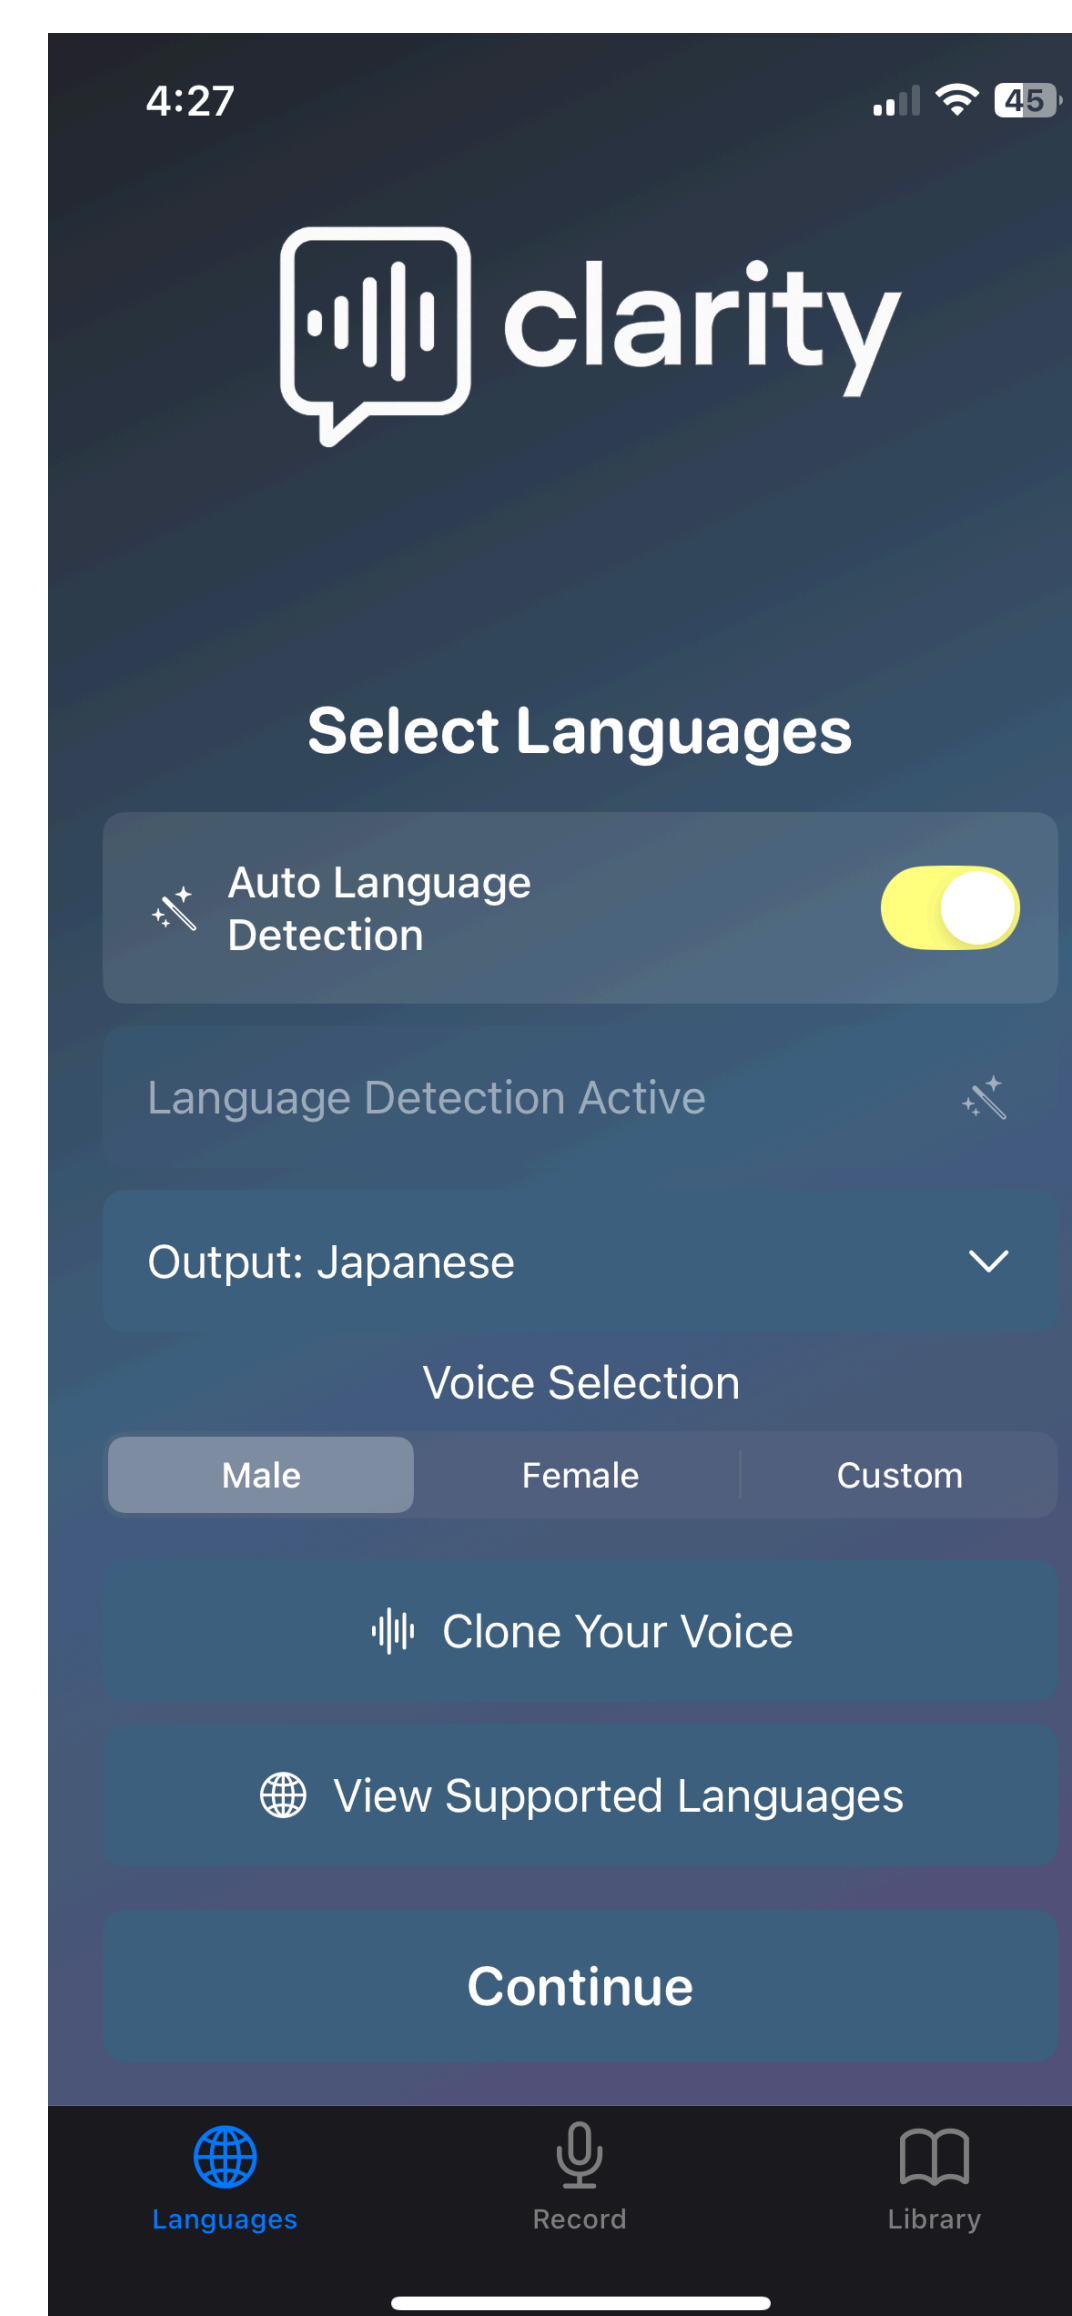 4:27
45
clarity
Select Languages
Auto Language
Detection
Language Detection Active
Output: Japanese
Voice Selection
Male Female Custom
Clone Your Voice
View Supported Languages
Continue
Languages Record Library